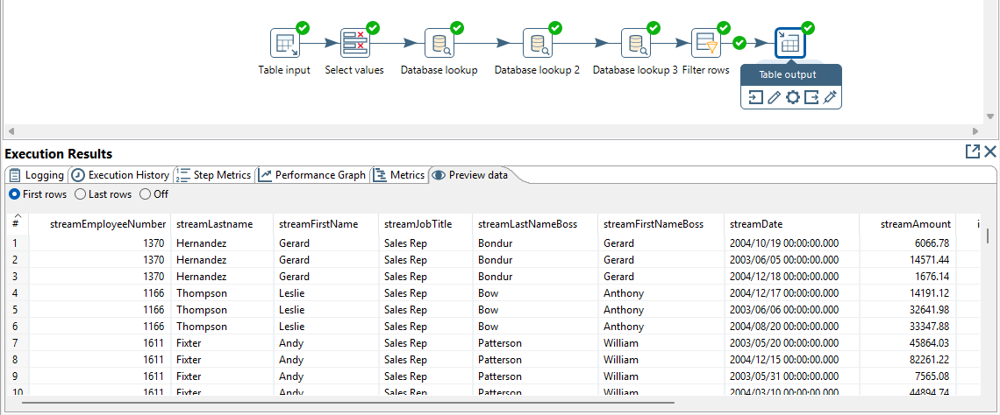 Table input Select values Database lookup Database lookup 2 Database lookup 3 Filter rows
Table output
Execution Results
Logging Execution History Step Metrics Performance Graph Metrics Preview data
First rows Last rows Off
# streamEmployeeNumber streamLastname streamFirstName streamJobTitle streamLastNameBoss streamFirstNameBoss streamDate streamAmount i
1 1370 Hernandez Gerard Sales Rep Bondur Gerard 2004/10/19 00:00:00.000 6066.78
2 1370 Hernandez Gerard Sales Rep Bondur Gerard 2003/06/05 00:00:00.000 14571.44
3 1370 Hernandez Gerard Sales Rep Bondur Gerard 2004/12/18 00:00:00.000 1676.14
4 1166 Thompson Leslie Sales Rep Bow Anthony 2004/12/17 00:00:00.000 14191.12
5 1166 Thompson Leslie Sales Rep Bow Anthony 2003/06/06 00:00:00.000 32641.98
6 1166 Thompson Leslie Sales Rep Bow Anthony 2004/08/20 00:00:00.000 33347.88
7 1611 Fixter Andy Sales Rep Patterson William 2003/05/20 00:00:00.000 45864.03
8 1611 Fixter Andy Sales Rep Patterson William 2004/12/15 00:00:00.000 82261.22
9 1611 Fixter Andy Sales Rep Patterson William 2003/05/31 00:00:00.000 7565.08
10 1611 Fixter Andy Sales Rep Patterson William 2004/03/10 00:00:00.000 44894.74